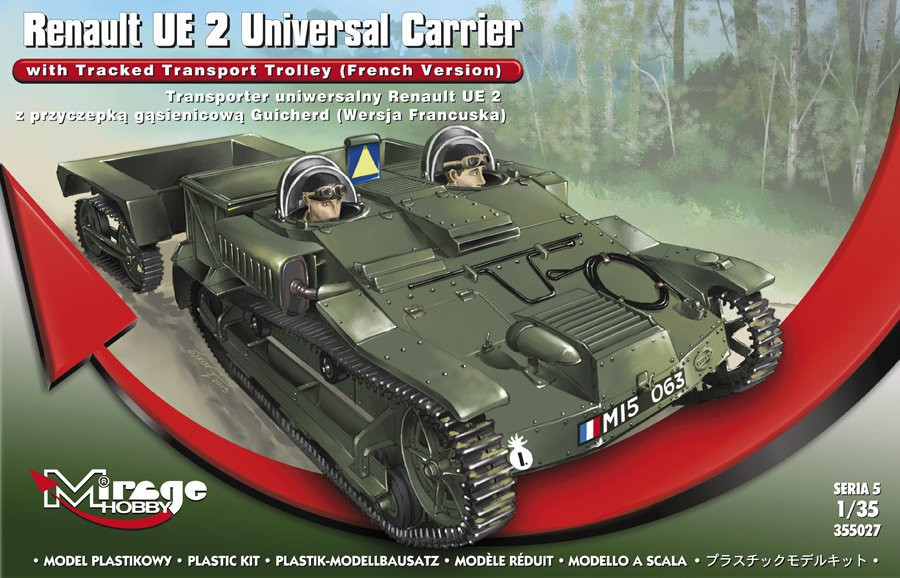 Renault UE 2 Universal Carrier
with Tracked Transport Trolley (French Version)
Transporter uniwersalny Renault UE 2
z przyczepką gąsienicową Guicherd (Wersja Francuska)
M15 063
1.
Mirage®
HOBBY
SERIA 5
1/35
355027
• MODEL PLASTIKOWY • PLASTIC KIT • PLASTIK-MODELLBAUSATZ • MODÈLE RÉDUIT • MODELLO A SCALA • プラスチックモデルキット •